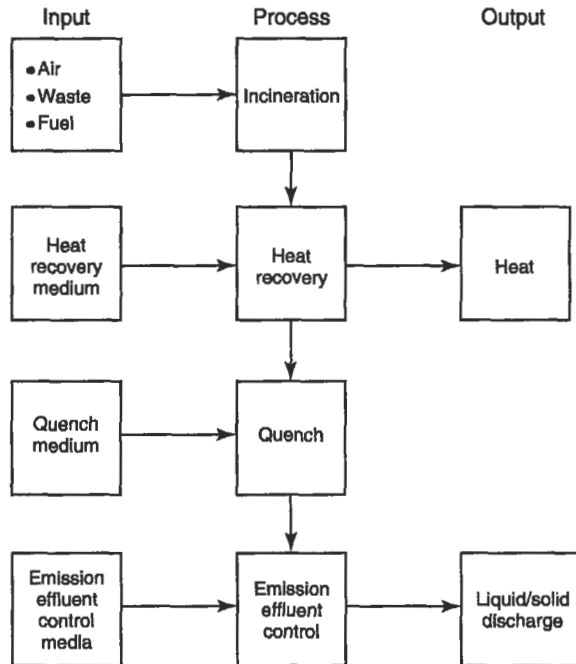 Input Process Output
• Air
• Waste
• Fuel
Incineration
Heat
recovery
medium
Heat
recovery
Heat
Quench
medium
Quench
Emission
effluent
control
media
Emission
effluent
control
Liquid/solid
discharge